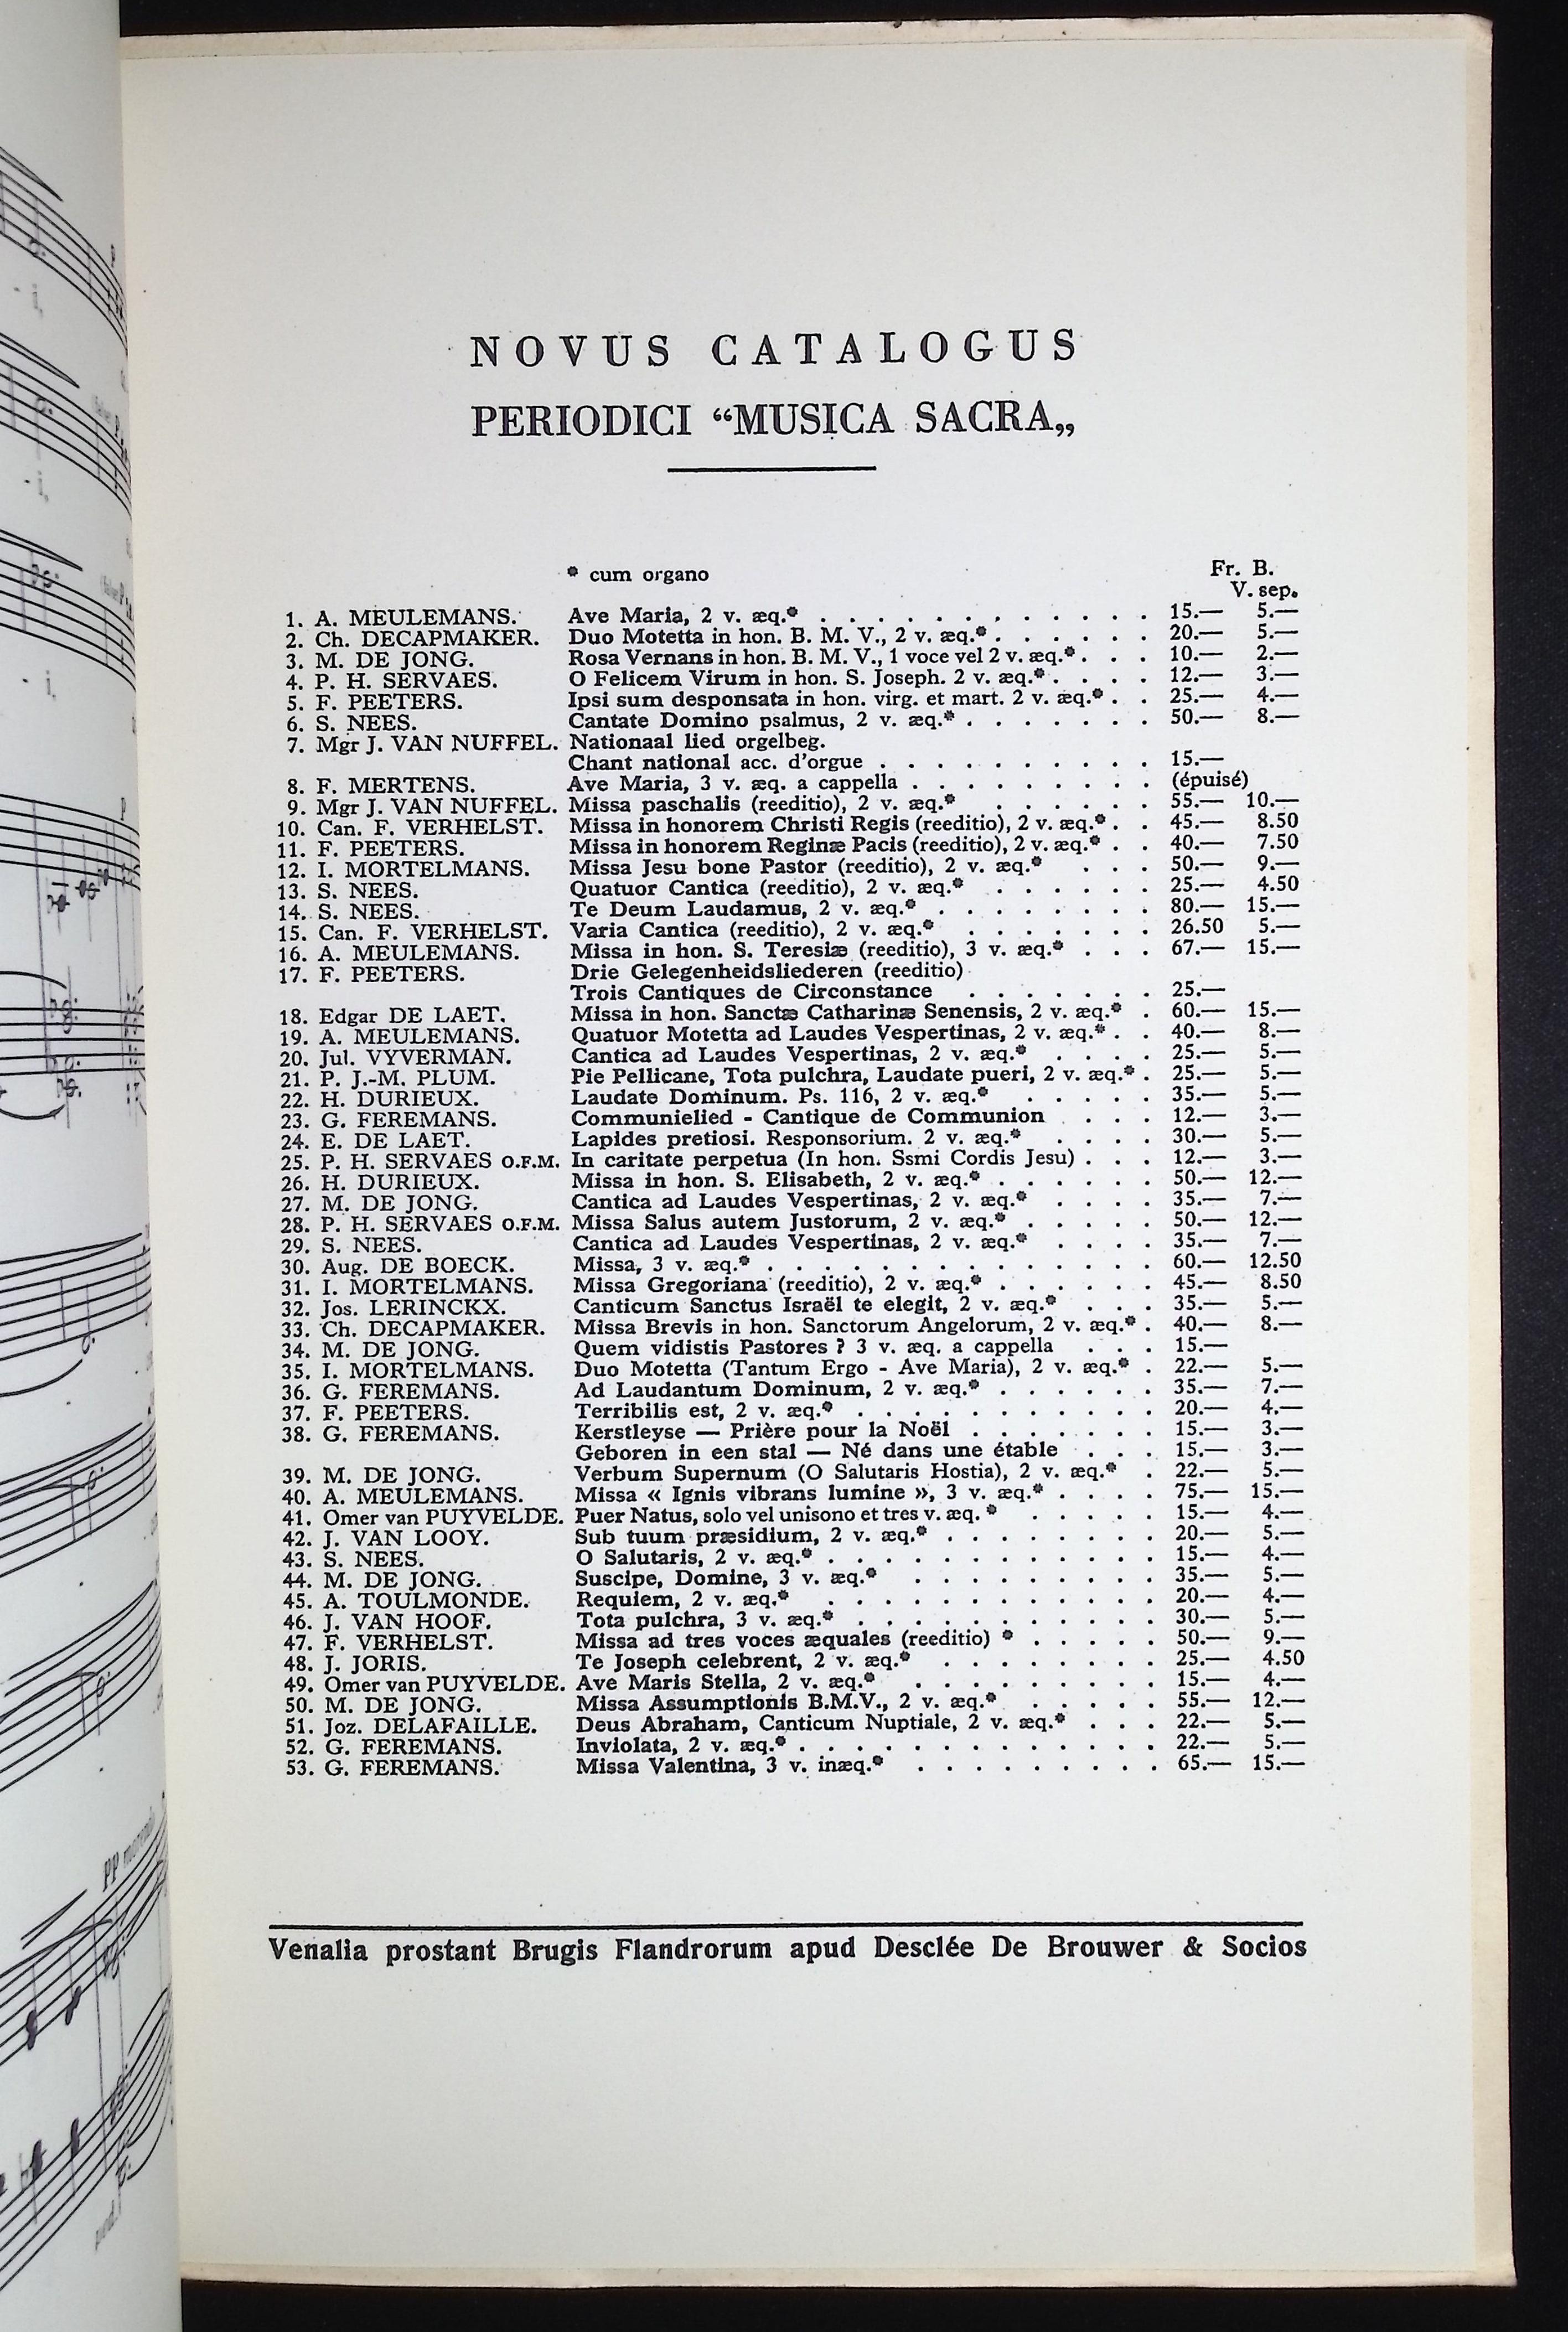 NOVUS CATALOGUS
PERIODICI “MUSICA SACRA„
* cum organo Fr. B.
V. sep.
1. A. MEULEMANS. Ave Maria, 2 v. æq.* . . . . . . . . . . . . 15.— 5.—
2. Ch. DECAPMAKER. Duo Motetta in hon. B. M. V., 2 v. æq.* . . . . . . 20.— 5.—
3. M. DE JONG. Rosa Vernans in hon. B. M. V., 1 voce vel 2 v. æq.* . . . 10.— 2.—
4. P. H. SERVAES. O Felicem Virum in hon. S. Joseph. 2 v. æq.* . . . . 12.— 3.—
5. F. PEETERS. Ipsi sum desponsata in hon. virg. et mart. 2 v. æq.* . . 25.— 4.—
6. S. NEES. Cantate Domino psalmus, 2 v. æq.* . . . . . . . 50.— 8.—
7. Mgr J. VAN NUFFEL. Nationaal lied orgelbeg.
Chant national acc. d'orgue . . . . . . . . . . 15.—
8. F. MERTENS. Ave Maria, 3 v. æq. a cappella . . . . . . . . . (épuisé)
9. Mgr J. VAN NUFFEL. Missa paschalis (reeditio), 2 v. æq.* . . . . . . 55.— 10.—
10. Can. F. VERHELST. Missa in honorem Christi Regis (reeditio), 2 v. æq.* . . 45.— 8.50
11. F. PEETERS. Missa in honorem Reginæ Pacis (reeditio), 2 v. æq.* . . 40.— 7.50
12. I. MORTELMANS. Missa Jesu bone Pastor (reeditio), 2 v. æq.* . . . 50.— 9.—
13. S. NEES. Quatuor Cantica (reeditio), 2 v. æq.* . . . . . . 25.— 4.50
14. S. NEES. Te Deum Laudamus, 2 v. æq.* . . . . . . . . 80.— 15.—
15. Can. F. VERHELST. Varia Cantica (reeditio), 2 v. æq.* . . . . . . . 26.50 5.—
16. A. MEULEMANS. Missa in hon. S. Teresiæ (reeditio), 3 v. æq.* . . . 67.— 15.—
17. F. PEETERS. Drie Gelegenheidsliederen (reeditio)
Trois Cantiques de Circonstance . . . . . . . 25.—
18. Edgar DE LAET. Missa in hon. Sanctæ Catharinæ Senensis, 2 v. æq.* . 60.— 15.—
19. A. MEULEMANS. Quatuor Motetta ad Laudes Vespertinas, 2 v. æq.* . . 40.— 8.—
20. Jul. VYVERMAN. Cantica ad Laudes Vespertinas, 2 v. æq.* . . . . 25.— 5.—
21. P. J.-M. PLUM. Pie Pellicane, Tota pulchra, Laudate pueri, 2 v. æq.* . 25.— 5.—
22. H. DURIEUX. Laudate Dominum. Ps. 116, 2 v. æq.* . . . . . 35.— 5.—
23. G. FEREMANS. Communielied - Cantique de Communion . . . . 12.— 3.—
24. E. DE LAET. Lapides pretiosi. Responsorium. 2 v. æq.* . . . . 30.— 5.—
25. P. H. SERVAES O.F.M. In caritate perpetua (In hon. Ssmi Cordis Jesu) . . . 12.— 3.—
26. H. DURIEUX. Missa in hon. S. Elisabeth, 2 v. æq.* . . . . . . 50.— 12.—
27. M. DE JONG. Cantica ad Laudes Vespertinas, 2 v. æq.* . . . . 35.— 7.—
28. P. H. SERVAES O.F.M. Missa Salus autem Justorum, 2 v. æq.* . . . . . 50.— 12.—
29. S. NEES. Cantica ad Laudes Vespertinas, 2 v. æq.* . . . . 35.— 7.—
30. Aug. DE BOECK. Missa, 3 v. æq.* . . . . . . . . . . . . . . 60.— 12.50
31. I. MORTELMANS. Missa Gregoriana (reeditio), 2 v. æq.* . . . . . . 45.— 8.50
32. Jos. LERINCKX. Canticum Sanctus Israël te elegit, 2 v. æq.* . . . 35.— 5.—
33. Ch. DECAPMAKER. Missa Brevis in hon. Sanctorum Angelorum, 2 v. æq.* . 40.— 8.—
34. M. DE JONG. Quem vidistis Pastores ? 3 v. æq. a cappella . . . 15.—
35. I. MORTELMANS. Duo Motetta (Tantum Ergo - Ave Maria), 2 v. æq.* . 22.— 5.—
36. G. FEREMANS. Ad Laudantum Dominum, 2 v. æq.* . . . . . . 35.— 7.—
37. F. PEETERS. Terribilis est, 2 v. æq.* . . . . . . . . . . . 20.— 4.—
38. G. FEREMANS. Kerstleyse — Prière pour la Noël . . . . . . . 15.— 3.—
Geboren in een stal — Né dans une étable . . . 15.— 3.—
39. M. DE JONG. Verbum Supernum (O Salutaris Hostia), 2 v. æq.* . 22.— 5.—
40. A. MEULEMANS. Missa « Ignis vibrans lumine », 3 v. æq.* . . . . 75.— 15.—
41. Omer van PUYVELDE. Puer Natus, solo vel unisono et tres v. æq. * . . . . . 15.— 4.—
42. J. VAN LOOY. Sub tuum præsidium, 2 v. æq.* . . . . . . . . 20.— 5.—
43. S. NEES. O Salutaris, 2 v. æq.* . . . . . . . . . . . . 15.— 4.—
44. M. DE JONG. Suscipe, Domine, 3 v. æq.* . . . . . . . . . 35.— 5.—
45. A. TOULMONDE. Requiem, 2 v. æq.* . . . . . . . . . . . . 20.— 4.—
46. J. VAN HOOF. Tota pulchra, 3 v. æq.* . . . . . . . . . . . 30.— 5.—
47. F. VERHELST. Missa ad tres voces æquales (reeditio) * . . . . . 50.— 9.—
48. J. JORIS. Te Joseph celebrent, 2 v. æq.* . . . . . . . . 25.— 4.50
49. Omer van PUYVELDE. Ave Maris Stella, 2 v. æq.* . . . . . . . . . 15.— 4.—
50. M. DE JONG. Missa Assumptionis B.M.V., 2 v. æq.* . . . . . 55.— 12.—
51. Joz. DELAFAILLE. Deus Abraham, Canticum Nuptiale, 2 v. æq.* . . . 22.— 5.—
52. G. FEREMANS. Inviolata, 2 v. æq.* . . . . . . . . . . . . . 22.— 5.—
53. G. FEREMANS. Missa Valentina, 3 v. inæq.* . . . . . . . . . 65.— 15.—
Venalia prostant Brugis Flandrorum apud Desclée De Brouwer & Socios